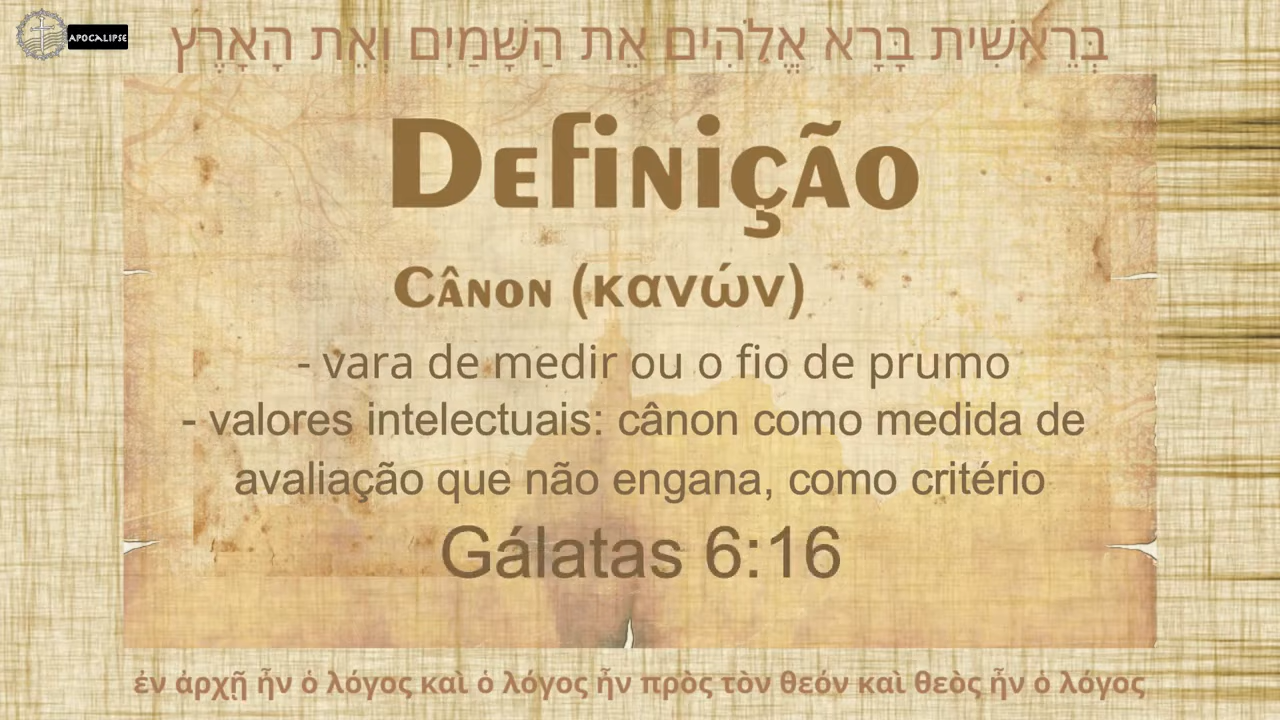 APOCALIPSE
בְּרֵאשִׁית בָּרָא אֱלֹהִים אֵת הַשָּׁמַיִם וְאֵת הָאָרֶץ
Definição
Cânon (κανών)
- vara de medir ou o fio de prumo
- valores intelectuais: cânon como medida de
avaliação que não engana, como critério
Gálatas 6:16
ἐν ἀρχῇ ἦν ὁ λόγος καὶ ὁ λόγος ἦν πρὸς τὸν θεόν καὶ θεὸς ἦν ὁ λόγος